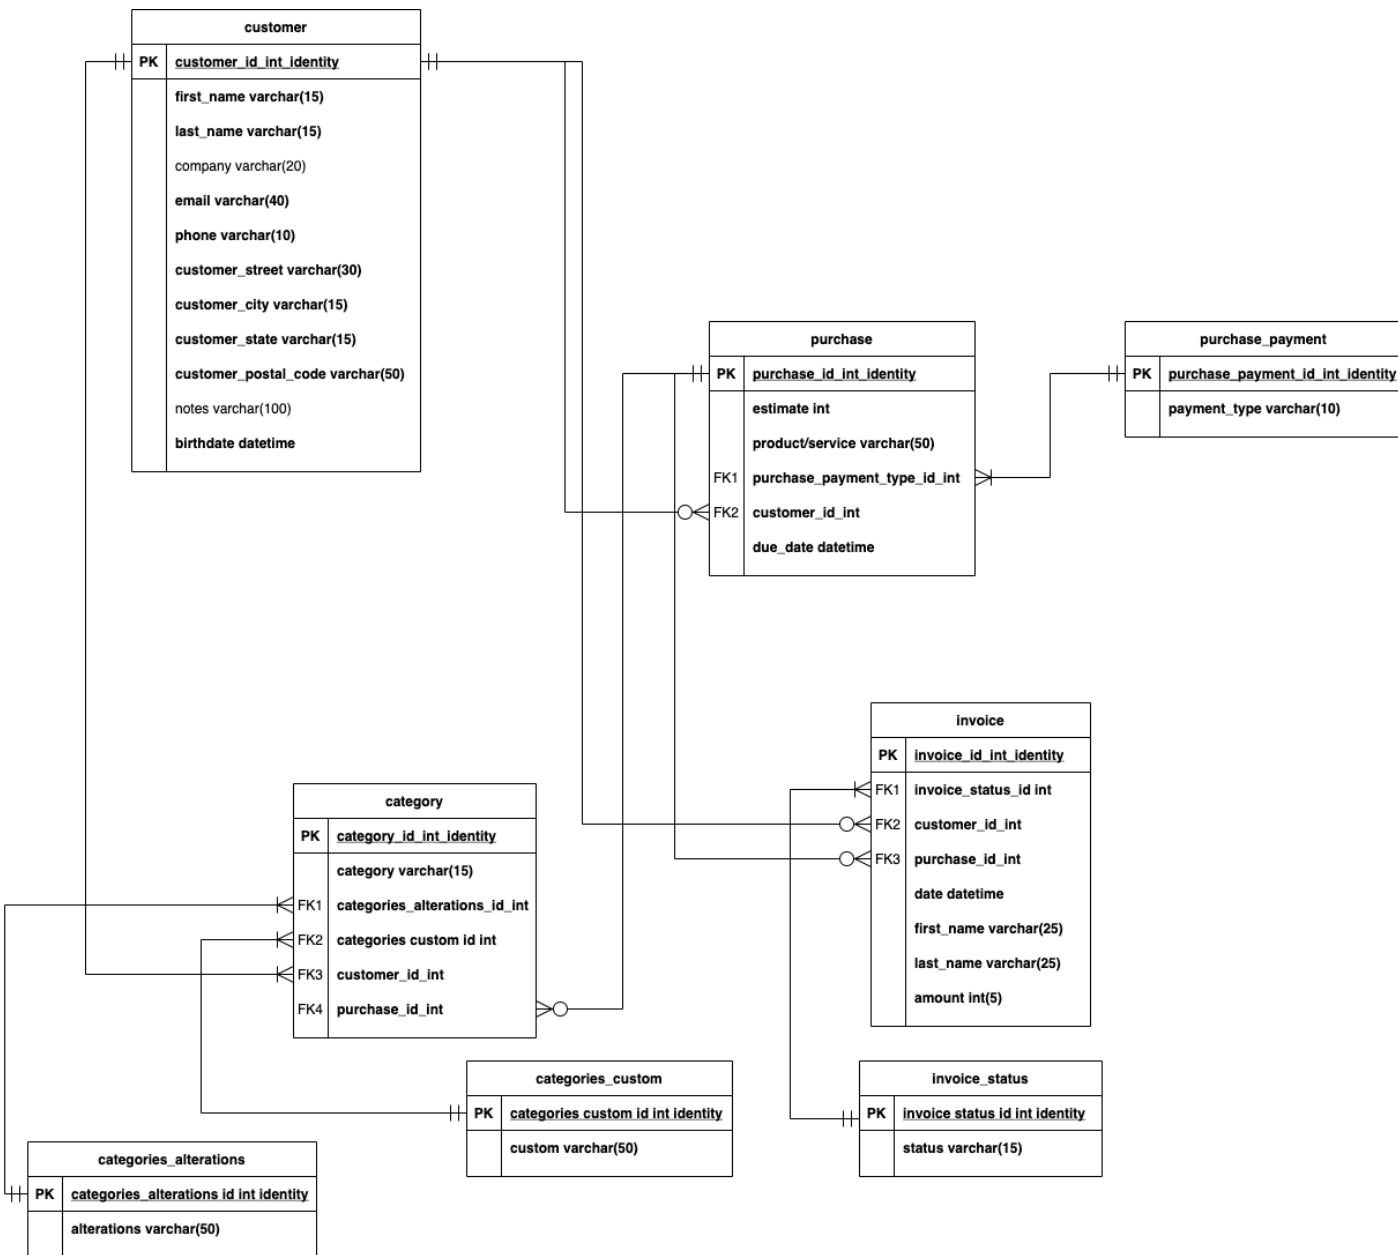 customer
PK customer_id_int_identity
first_name varchar(15)
last_name varchar(15)
company varchar(20)
email varchar(40)
phone varchar(10)
customer_street varchar(30)
customer_city varchar(15)
customer_state varchar(15)
customer_postal_code varchar(50)
notes varchar(100)
birthdate datetime
purchase
PK purchase_id_int_identity
estimate int
product/service varchar(50)
FK1 purchase_payment_type_id_int
FK2 customer_id_int
due_date datetime
purchase_payment
PK purchase_payment_id_int_identity
payment_type varchar(10)
invoice
PK invoice_id_int_identity
FK1 invoice_status_id int
FK2 customer_id_int
FK3 purchase_id_int
date datetime
first_name varchar(25)
last_name varchar(25)
amount int(5)
category
PK category_id_int_identity
category varchar(15)
FK1 categories_alterations_id_int
FK2 categories custom id int
FK3 customer_id_int
FK4 purchase_id_int
categories_custom
PK categories custom id int identity
custom varchar(50)
invoice_status
PK invoice status id int identity
status varchar(15)
categories_alterations
PK categories_alterations id int identity
alterations varchar(50)